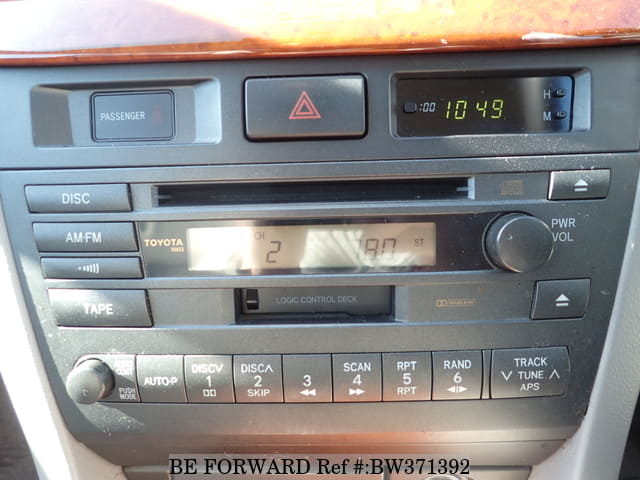 PASSENGER
:00 10 49 H
M
DISC
AM·FM
TOYOTA
CH 2 780 ST
PWR
VOL
TAPE
LOGIC CONTROL DECK
PUSH
MODE
AUTO·P
DISC∨ 1
DISC∧ 2 SKIP
3 ◀◀
SCAN 4 ▶▶
RPT 5 RPT
RAND 6 ◀▶
TRACK
∨ TUNE ∧
APS
BE FORWARD Ref #:BW371392